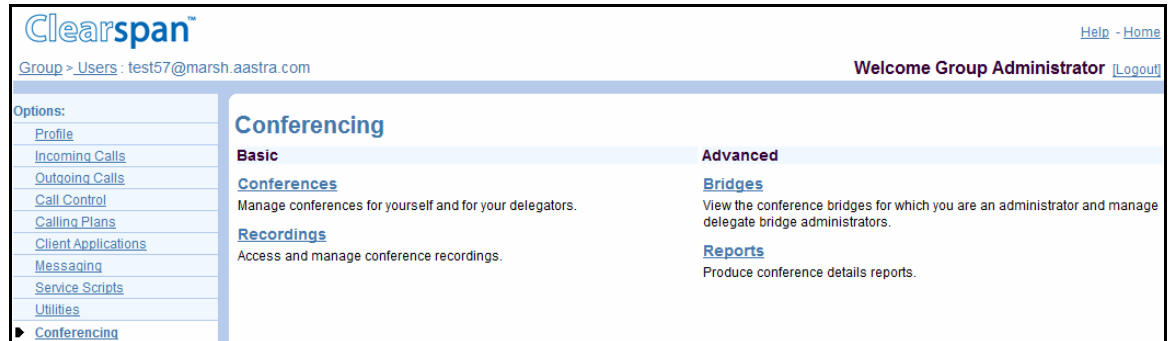 Clearspan™
Help - Home
Group > Users : test57@marsh.aastra.com
Welcome Group Administrator [Logout]
Options:
Profile
Incoming Calls
Outgoing Calls
Call Control
Calling Plans
Client Applications
Messaging
Service Scripts
Utilities
Conferencing
Conferencing
Basic
Conferences
Manage conferences for yourself and for your delegators.
Recordings
Access and manage conference recordings.
Advanced
Bridges
View the conference bridges for which you are an administrator and manage
delegate bridge administrators.
Reports
Produce conference details reports.